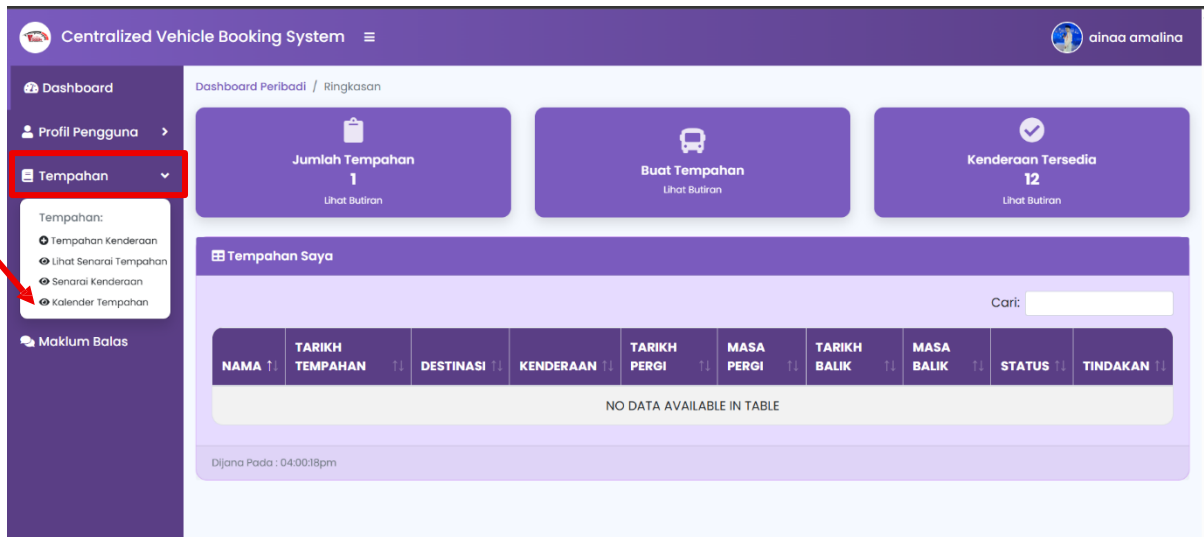 Centralized Vehicle Booking System
ainaa amalina
Dashboard
Profil Pengguna
Tempahan
Tempahan:
Tempahan Kenderaan
Lihat Senarai Tempahan
Senarai Kenderaan
Kalender Tempahan
Maklum Balas
Dashboard Peribadi / Ringkasan
Jumlah Tempahan
1
Lihat Butiran
Buat Tempahan
Lihat Butiran
Kenderaan Tersedia
12
Lihat Butiran
Tempahan Saya
Cari:
NAMA
TARIKH
TEMPAHAN
DESTINASI
KENDERAAN
TARIKH
PERGI
MASA
PERGI
TARIKH
BALIK
MASA
BALIK
STATUS
TINDAKAN
NO DATA AVAILABLE IN TABLE
Dijana Pada : 04:00:18pm